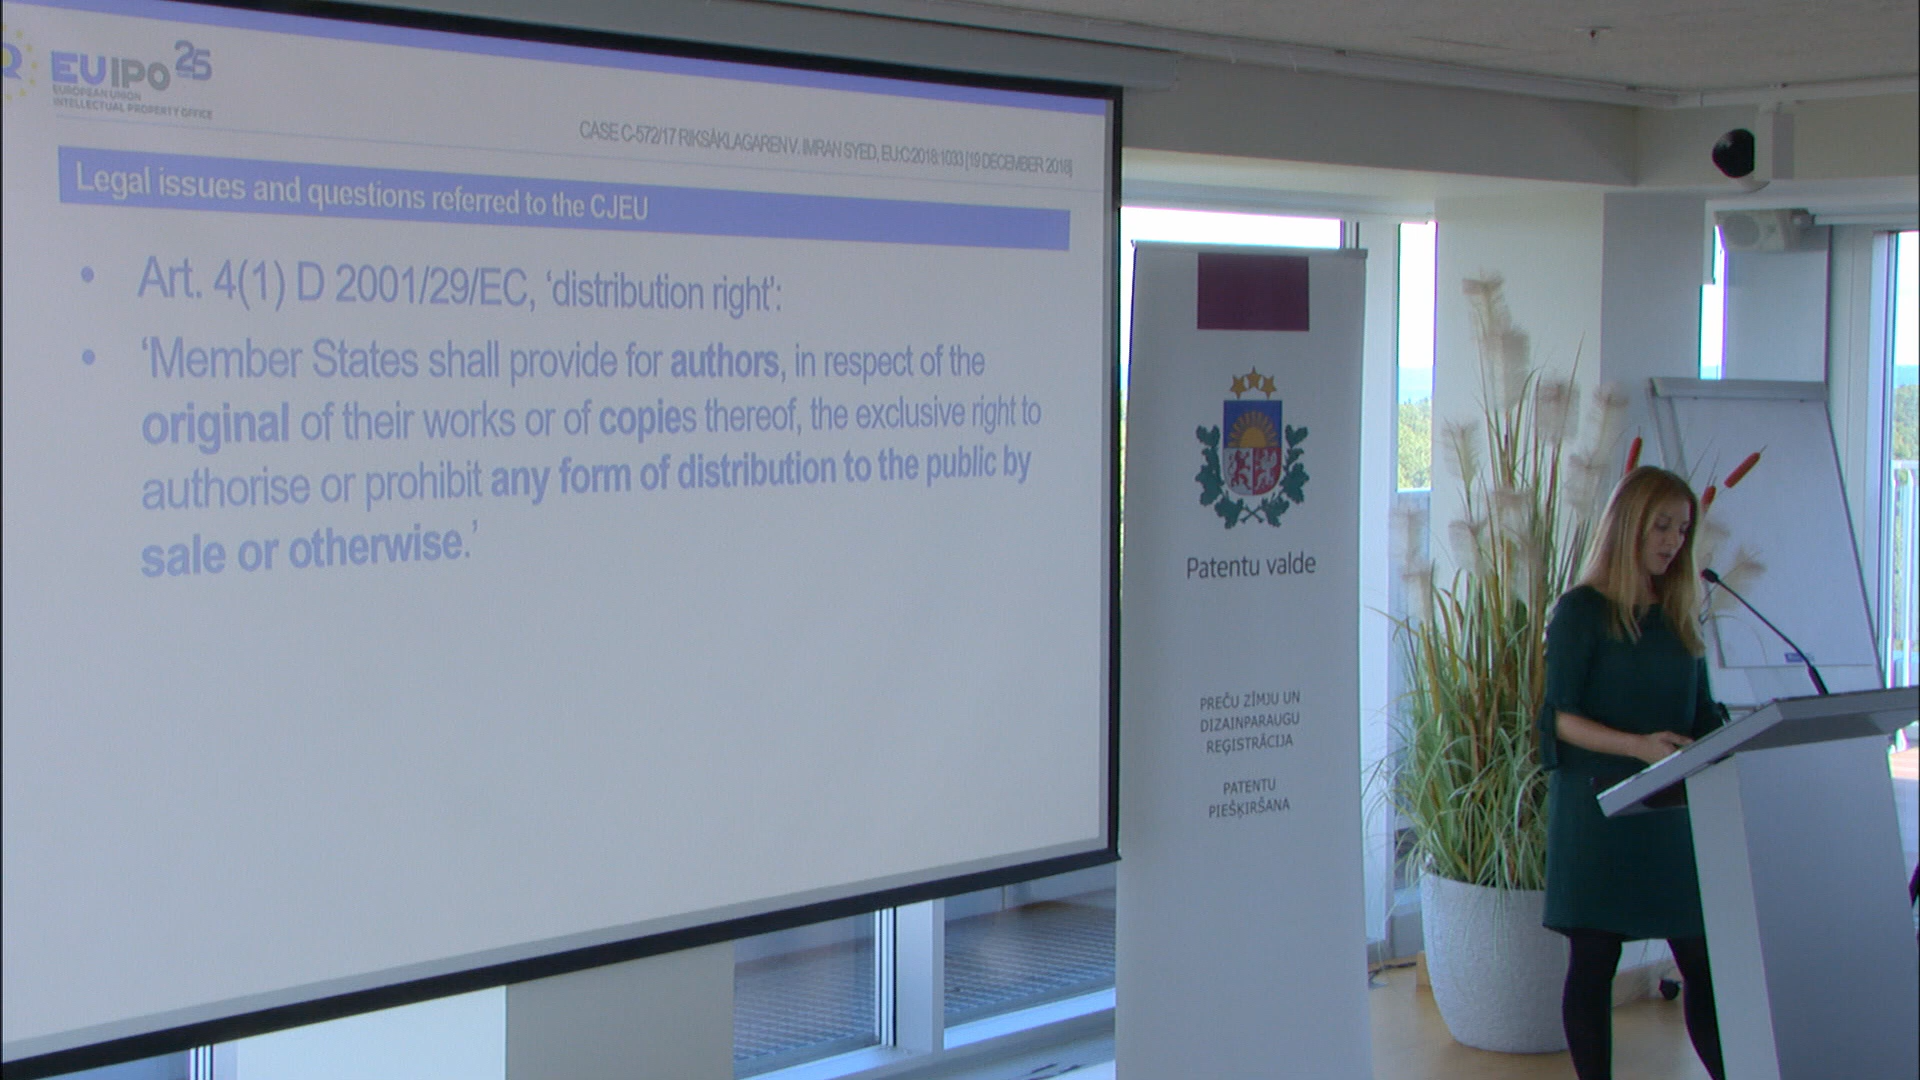 EUIPO 25
EUROPEAN UNION
INTELLECTUAL PROPERTY OFFICE
CASE C-572/17 RIKSÅKLAGAREN V. IMRAN SYED, EU:C:2018:1033 [19 DECEMBER 2018]
Legal issues and questions referred to the CJEU
• Art. 4(1) D 2001/29/EC, ‘distribution right’:
• ‘Member States shall provide for authors, in respect of the
original of their works or of copies thereof, the exclusive right to
authorise or prohibit any form of distribution to the public by
sale or otherwise.’
Patentu valde
PREČU ZĪMJU UN
DIZAINPARAUGU
REĢISTRĀCIJA
PATENTU
PIEŠĶIRŠANA